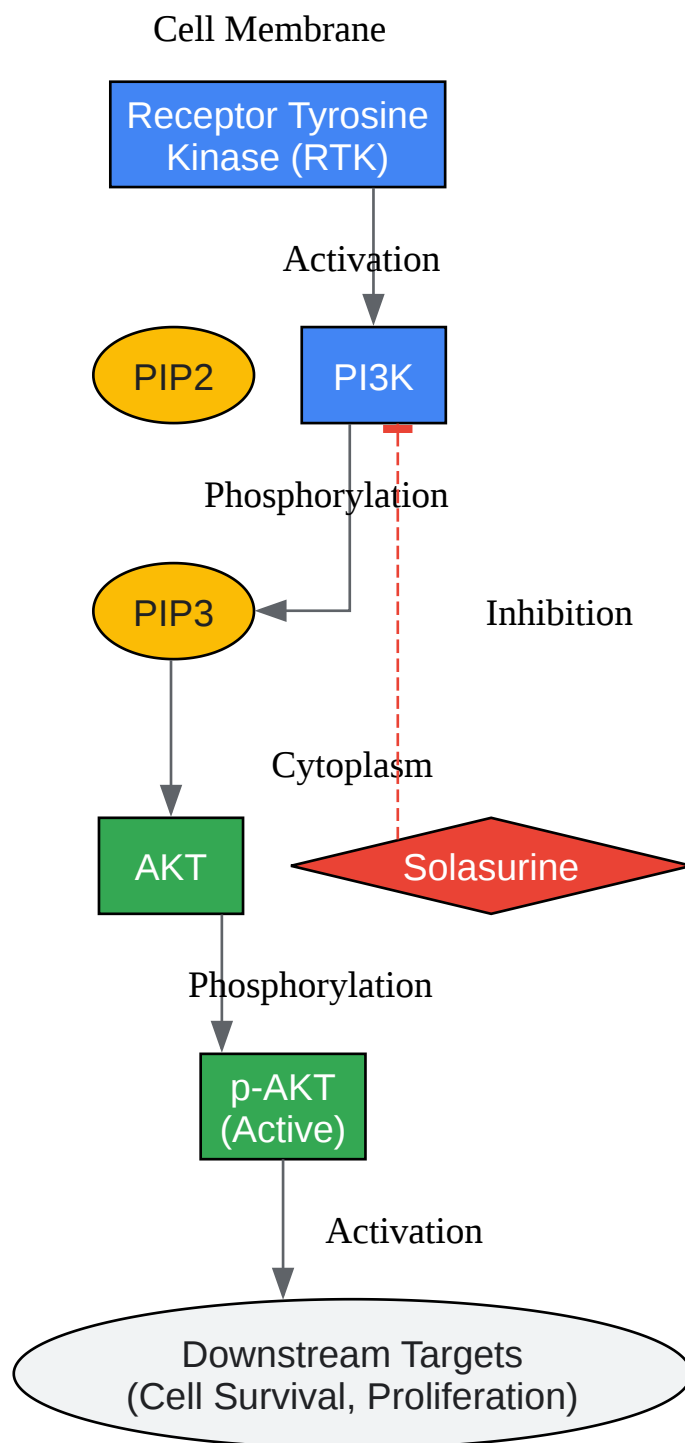 Cell Membrane
Receptor Tyrosine
Kinase (RTK)
Activation
PIP2
PI3K
Phosphorylation
PIP3
Inhibition
Cytoplasm
AKT
Solasurine
Phosphorylation
p-AKT
(Active)
Activation
Downstream Targets
(Cell Survival, Proliferation)